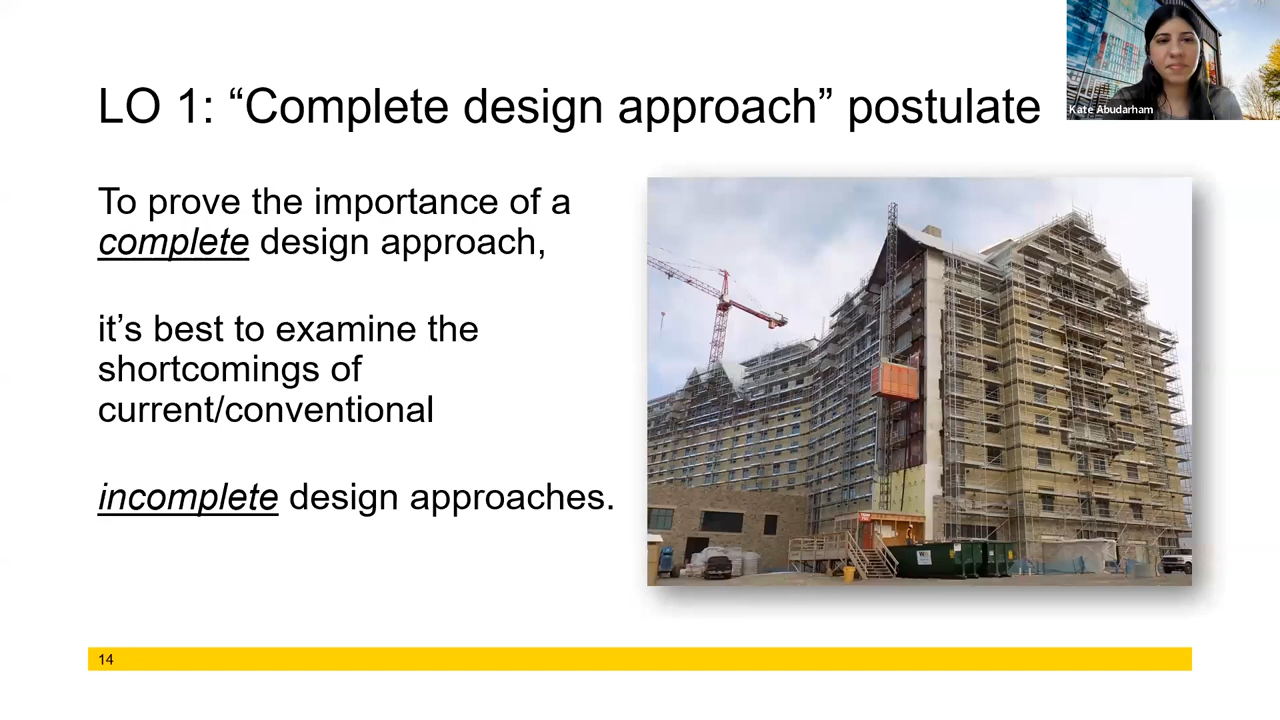 LO 1: “Complete design approach” postulate
Kate Abudarham
To prove the importance of a
complete design approach,
it’s best to examine the
shortcomings of
current/conventional
incomplete design approaches.
14